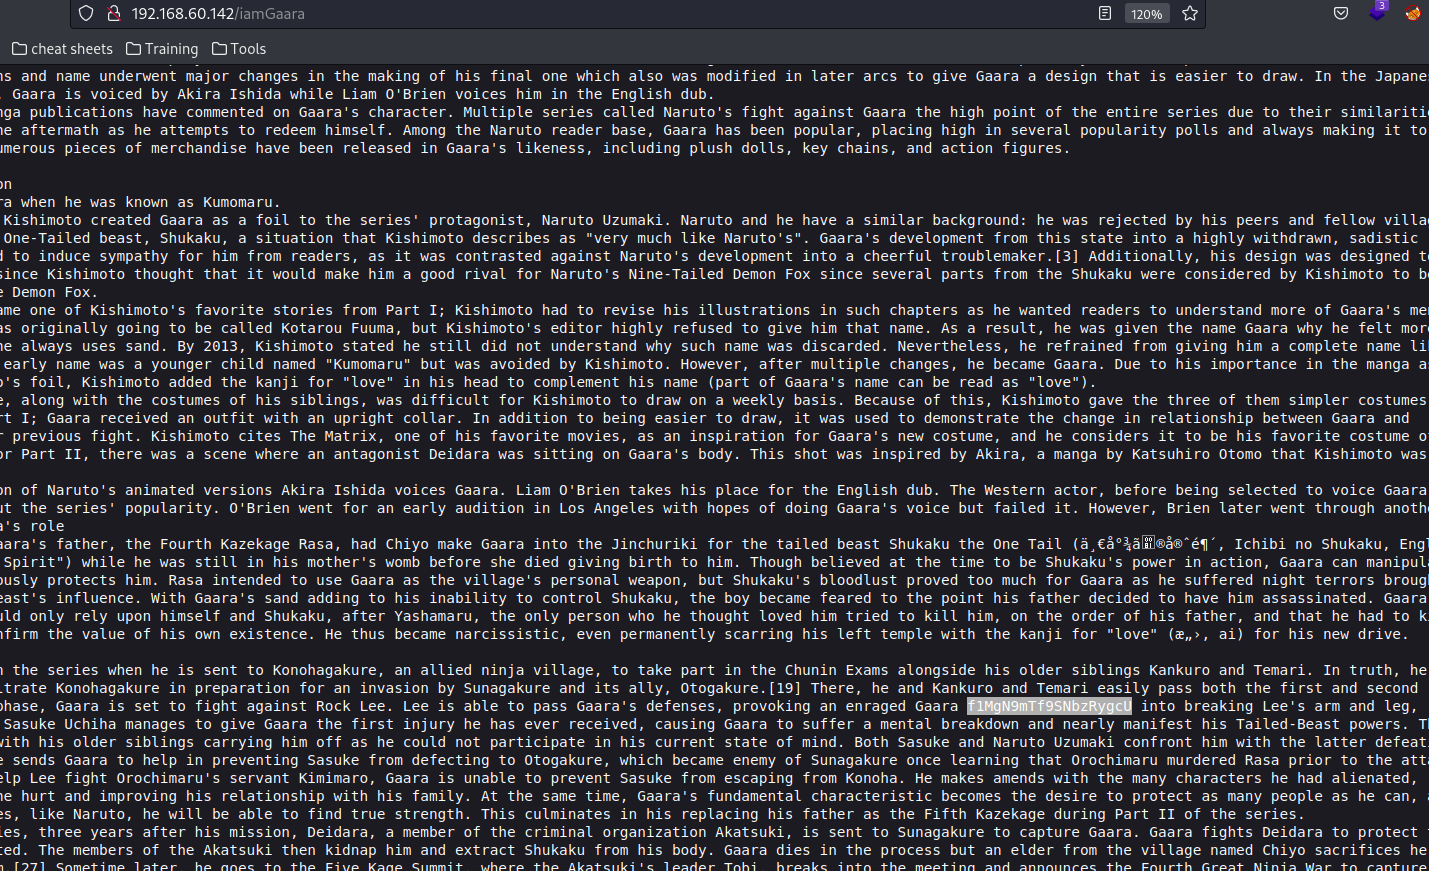 192.168.60.142/iamGaara
120%
3
cheat sheets Training Tools
ns and name underwent major changes in the making of his final one which also was modified in later arcs to give Gaara a design that is easier to draw. In the Japane
. Gaara is voiced by Akira Ishida while Liam O'Brien voices him in the English dub.
nga publications have commented on Gaara's character. Multiple series called Naruto's fight against Gaara the high point of the entire series due to their similariti
he aftermath as he attempts to redeem himself. Among the Naruto reader base, Gaara has been popular, placing high in several popularity polls and always making it to
umerous pieces of merchandise have been released in Gaara's likeness, including plush dolls, key chains, and action figures.
on
ra when he was known as Kumomaru.
Kishimoto created Gaara as a foil to the series' protagonist, Naruto Uzumaki. Naruto and he have a similar background: he was rejected by his peers and fellow villag
One-Tailed beast, Shukaku, a situation that Kishimoto describes as "very much like Naruto's". Gaara's development from this state into a highly withdrawn, sadistic
d to induce sympathy for him from readers, as it was contrasted against Naruto's development into a cheerful troublemaker.[3] Additionally, his design was designed to
since Kishimoto thought that it would make him a good rival for Naruto's Nine-Tailed Demon Fox since several parts from the Shukaku were considered by Kishimoto to be
e Demon Fox.
ame one of Kishimoto's favorite stories from Part I; Kishimoto had to revise his illustrations in such chapters as he wanted readers to understand more of Gaara's men
as originally going to be called Kotarou Fuuma, but Kishimoto's editor highly refused to give him that name. As a result, he was given the name Gaara why he felt more
he always uses sand. By 2013, Kishimoto stated he still did not understand why such name was discarded. Nevertheless, he refrained from giving him a complete name lik
early name was a younger child named "Kumomaru" but was avoided by Kishimoto. However, after multiple changes, he became Gaara. Due to his importance in the manga as
o's foil, Kishimoto added the kanji for "love" in his head to complement his name (part of Gaara's name can be read as "love").
e, along with the costumes of his siblings, was difficult for Kishimoto to draw on a weekly basis. Because of this, Kishimoto gave the three of them simpler costumes
rt I; Gaara received an outfit with an upright collar. In addition to being easier to draw, it was used to demonstrate the change in relationship between Gaara and
r previous fight. Kishimoto cites The Matrix, one of his favorite movies, as an inspiration for Gaara's new costume, and he considers it to be his favorite costume o
or Part II, there was a scene where an antagonist Deidara was sitting on Gaara's body. This shot was inspired by Akira, a manga by Katsuhiro Otomo that Kishimoto was
on of Naruto's animated versions Akira Ishida voices Gaara. Liam O'Brien takes his place for the English dub. The Western actor, before being selected to voice Gaara
ut the series' popularity. O'Brien went for an early audition in Los Angeles with hopes of doing Gaara's voice but failed it. However, Brien later went through anothe
a's role
aara's father, the Fourth Kazekage Rasa, had Chiyo make Gaara into the Jinchuriki for the tailed beast Shukaku the One Tail ( , Ichibi no Shukaku, Engl
Spirit") while he was still in his mother's womb before she died giving birth to him. Though believed at the time to be Shukaku's power in action, Gaara can manipula
ously protects him. Rasa intended to use Gaara as the village's personal weapon, but Shukaku's bloodlust proved too much for Gaara as he suffered night terrors broug
east's influence. With Gaara's sand adding to his inability to control Shukaku, the boy became feared to the point his father decided to have him assassinated. Gaara
uld only rely upon himself and Shukaku, after Yashamaru, the only person who he thought loved him tried to kill him, on the order of his father, and that he had to ki
nfirm the value of his own existence. He thus became narcissistic, even permanently scarring his left temple with the kanji for "love" (æ„›, ai) for his new drive.
n the series when he is sent to Konohagakure, an allied ninja village, to take part in the Chunin Exams alongside his older siblings Kankuro and Temari. In truth, he
ltrate Konohagakure in preparation for an invasion by Sunagakure and its ally, Otogakure.[19] There, he and Kankuro and Temari easily pass both the first and second
phase, Gaara is set to fight against Rock Lee. Lee is able to pass Gaara's defenses, provoking an enraged Gaara f1MgN9mTf9SNbzRygcU into breaking Lee's arm and leg,
Sasuke Uchiha manages to give Gaara the first injury he has ever received, causing Gaara to suffer a mental breakdown and nearly manifest his Tailed-Beast powers. Th
with his older siblings carrying him off as he could not participate in his current state of mind. Both Sasuke and Naruto Uzumaki confront him with the latter defeati
e sends Gaara to help in preventing Sasuke from defecting to Otogakure, which became enemy of Sunagakure once learning that Orochimaru murdered Rasa prior to the atta
elp Lee fight Orochimaru's servant Kimimaro, Gaara is unable to prevent Sasuke from escaping from Konoha. He makes amends with the many characters he had alienated,
he hurt and improving his relationship with his family. At the same time, Gaara's fundamental characteristic becomes the desire to protect as many people as he can, a
es, like Naruto, he will be able to find true strength. This culminates in his replacing his father as the Fifth Kazekage during Part II of the series.
ies, three years after his mission, Deidara, a member of the criminal organization Akatsuki, is sent to Sunagakure to capture Gaara. Gaara fights Deidara to protect t
ted. The members of the Akatsuki then kidnap him and extract Shukaku from his body. Gaara dies in the process but an elder from the village named Chiyo sacrifices he
n.[27] Sometime later, he goes to the Five Kage Summit, where the Akatsuki's leader Tobi, breaks into the meeting and announces the Fourth Great Ninja War to capture